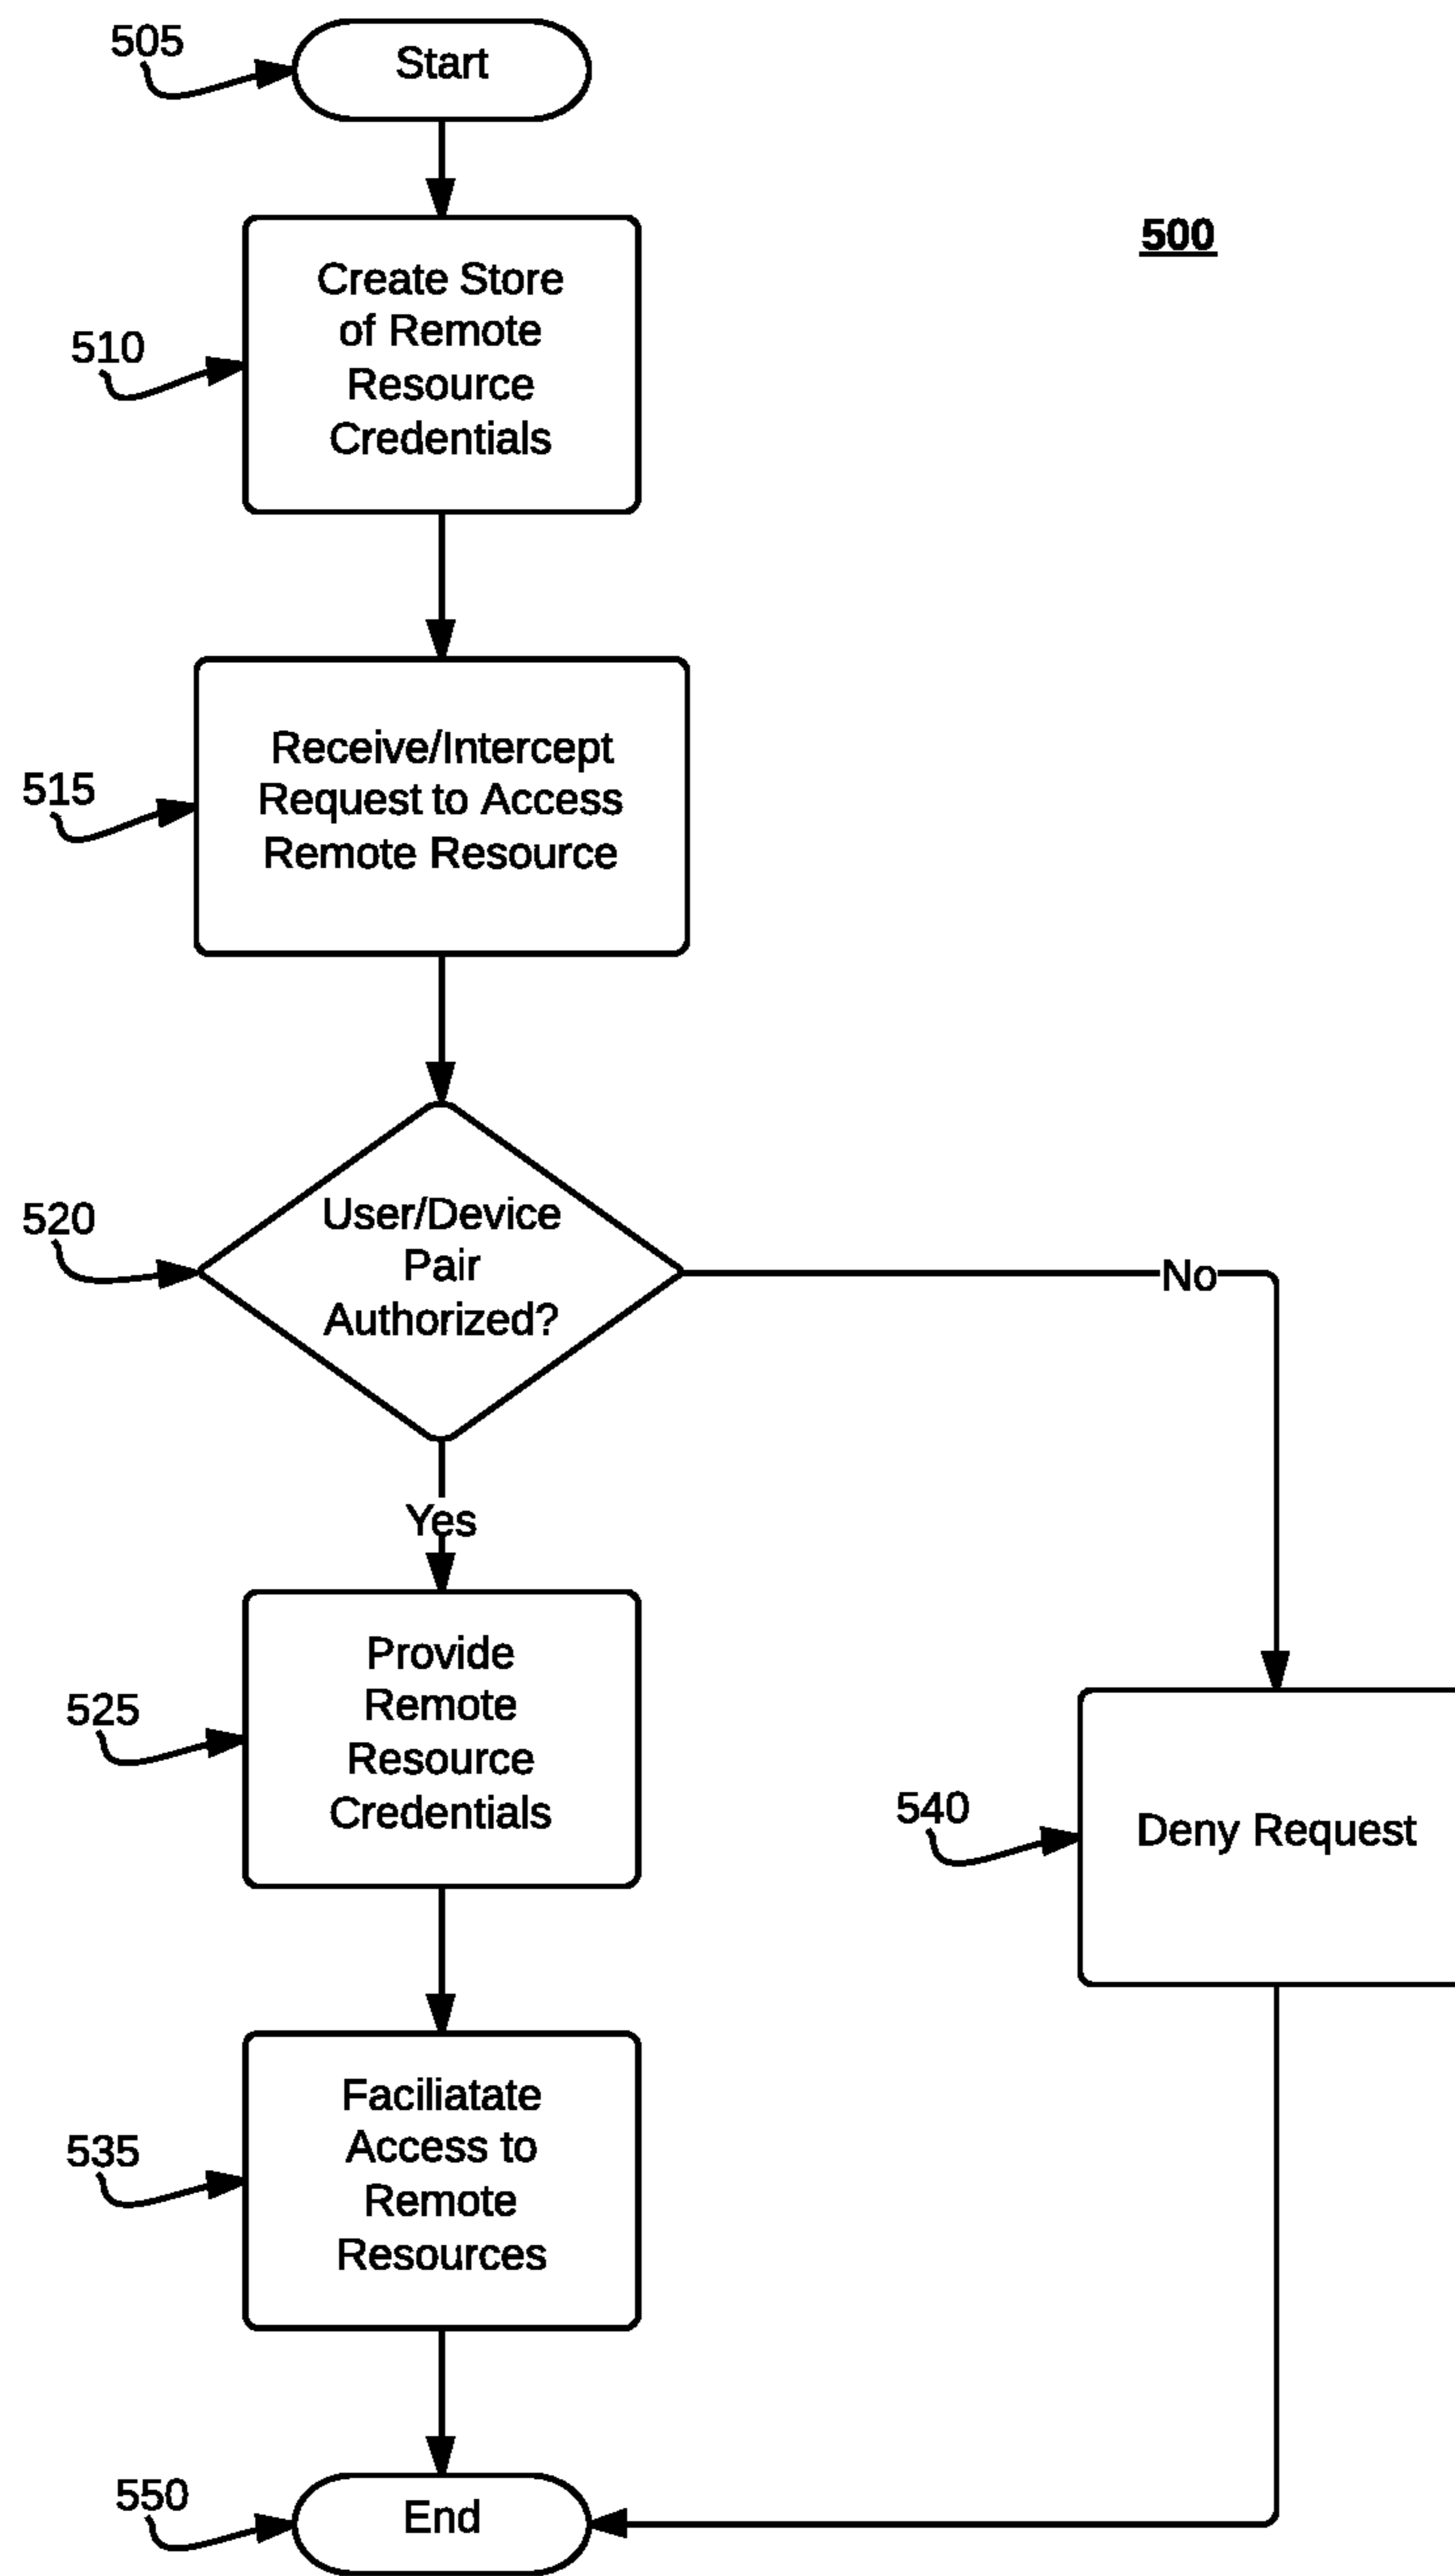 505
Start
500
510
Create Store
of Remote
Resource
Credentials
515
Receive/Intercept
Request to Access
Remote Resource
520
User/Device
Pair
Authorized?
No
Yes
525
Provide
Remote
Resource
Credentials
540
Deny Request
535
Faciliatate
Access to
Remote
Resources
550
End